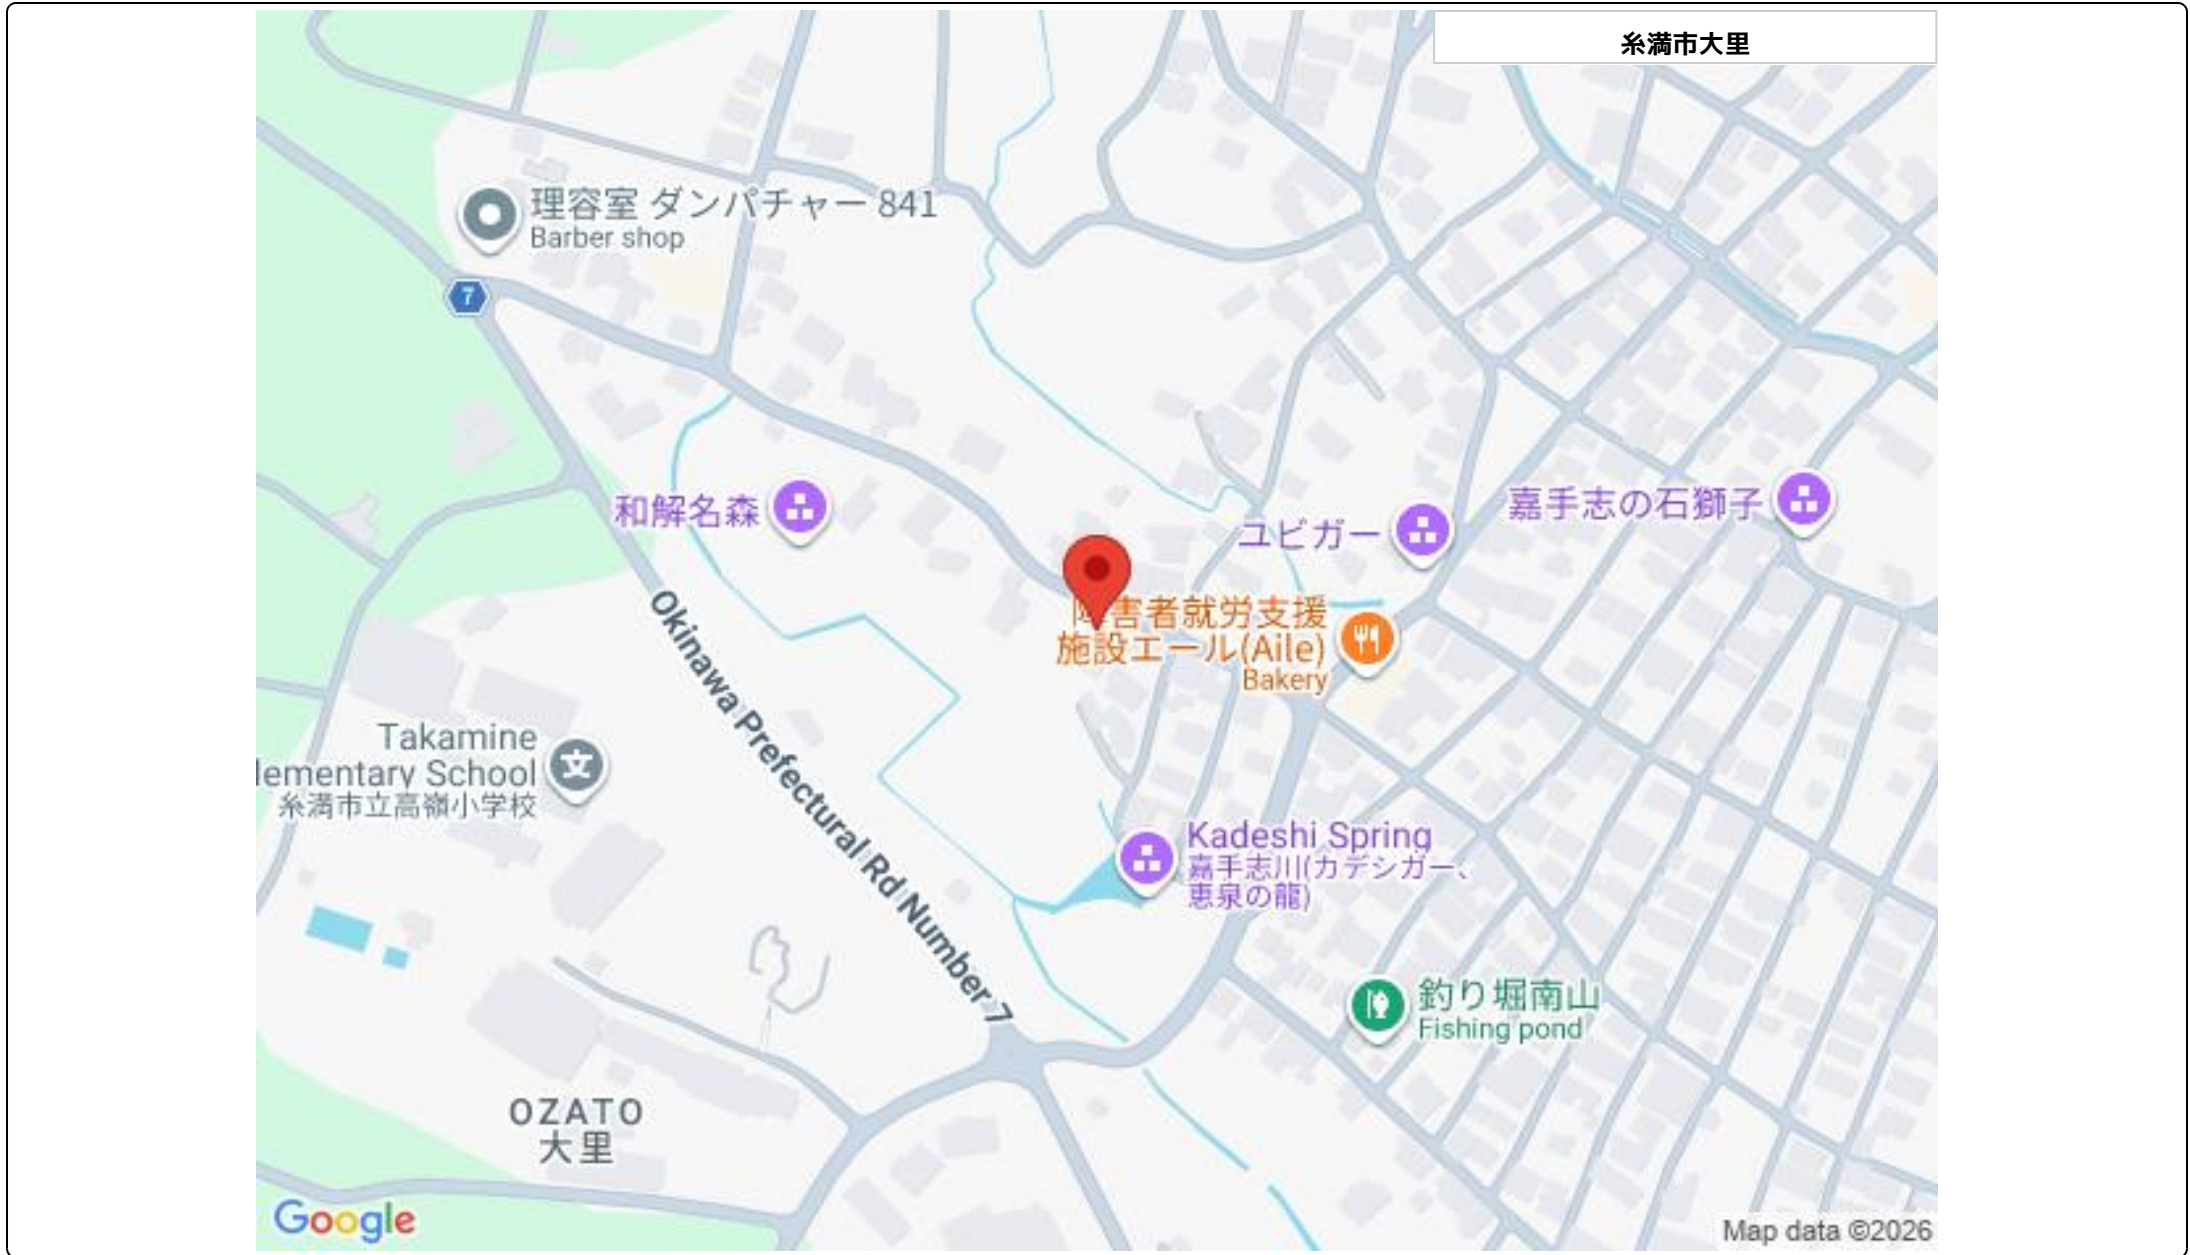 糸満市大里
理容室 ダンパチャー 841
Barber shop
7
和解名森
ユビガー
嘉手志の石獅子
害者就労支援
施設エール(Aile)
Bakery
Okinawa Prefectural Rd Number 7
Takamine
lementary School
糸満市立高嶺小学校
文
Kadeshi Spring
嘉手志川(カデシガー、
恵泉の龍)
釣り堀南山
Fishing pond
OZATO
大里
Google
Map data ©2026